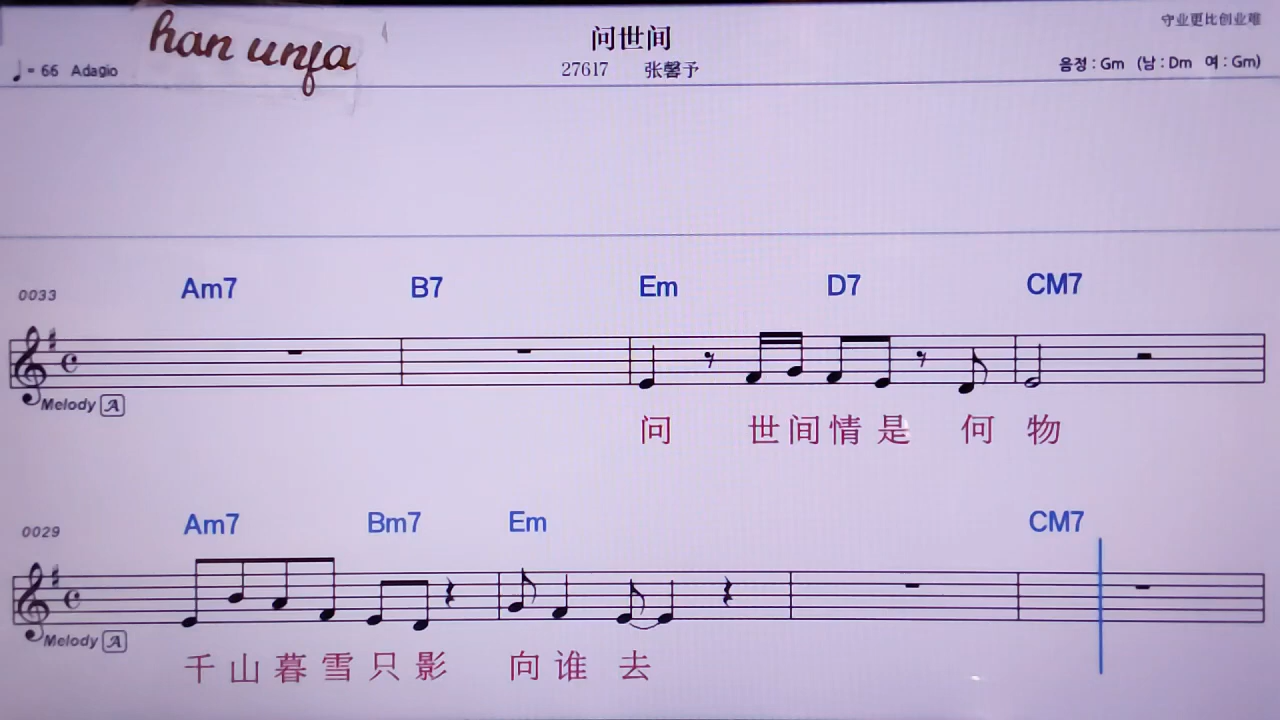 han unfa
问世间
守业更比创业难
♩= 66 Adagio
27617 张馨予
음정 : Gm (남 : Dm 여 : Gm)
Am7 B7 Em D7 CM7
0033
Melody A
问 世间情是 何 物
Am7 Bm7 Em CM7
0029
Melody A
千山暮雪只影 向谁 去